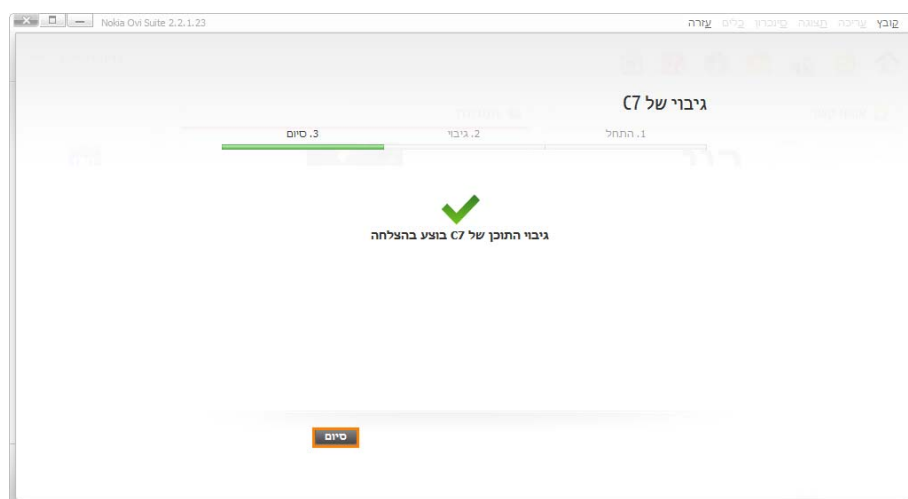 קובץ עריכה תצוגה סינכרון כלים עזרה
Nokia Ovi Suite 2.2.1.23
גיבוי של C7
1. התחל
2. גיבוי
3. סיום
גיבוי התוכן של C7 בוצע בהצלחה
סיום